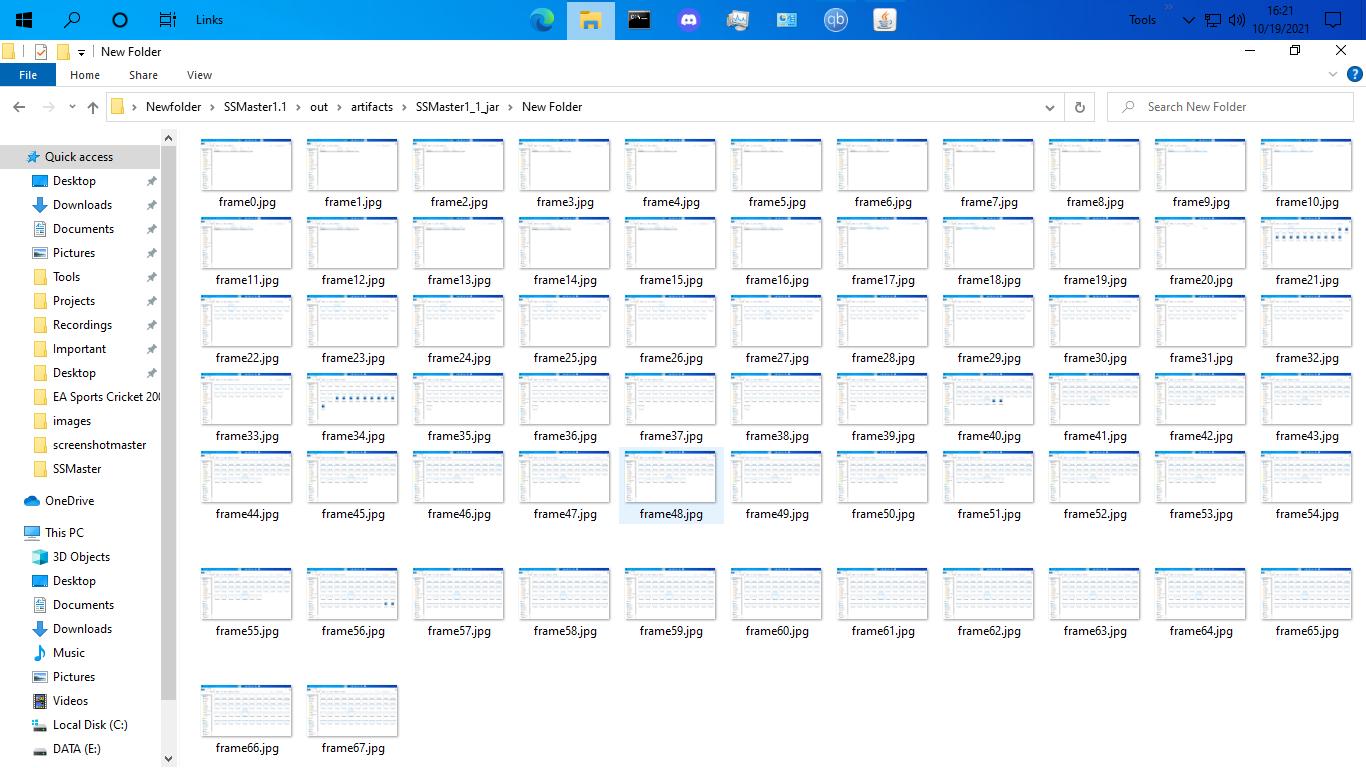 Links
Tools
16:21
10/19/2021
New Folder
File Home Share View
Newfolder SSMaster1.1 out artifacts SSMaster1_1_jar New Folder
Search New Folder
Quick access
Desktop
Downloads
Documents
Pictures
Tools
Projects
Recordings
Important
Desktop
EA Sports Cricket 200
images
screenshotmaster
SSMaster
OneDrive
This PC
3D Objects
Desktop
Documents
Downloads
Music
Pictures
Videos
Local Disk (C:)
DATA (E:)
frame0.jpg frame1.jpg frame2.jpg frame3.jpg frame4.jpg frame5.jpg frame6.jpg frame7.jpg frame8.jpg frame9.jpg frame10.jpg
frame11.jpg frame12.jpg frame13.jpg frame14.jpg frame15.jpg frame16.jpg frame17.jpg frame18.jpg frame19.jpg frame20.jpg frame21.jpg
frame22.jpg frame23.jpg frame24.jpg frame25.jpg frame26.jpg frame27.jpg frame28.jpg frame29.jpg frame30.jpg frame31.jpg frame32.jpg
frame33.jpg frame34.jpg frame35.jpg frame36.jpg frame37.jpg frame38.jpg frame39.jpg frame40.jpg frame41.jpg frame42.jpg frame43.jpg
frame44.jpg frame45.jpg frame46.jpg frame47.jpg frame48.jpg frame49.jpg frame50.jpg frame51.jpg frame52.jpg frame53.jpg frame54.jpg
frame55.jpg frame56.jpg frame57.jpg frame58.jpg frame59.jpg frame60.jpg frame61.jpg frame62.jpg frame63.jpg frame64.jpg frame65.jpg
frame66.jpg frame67.jpg